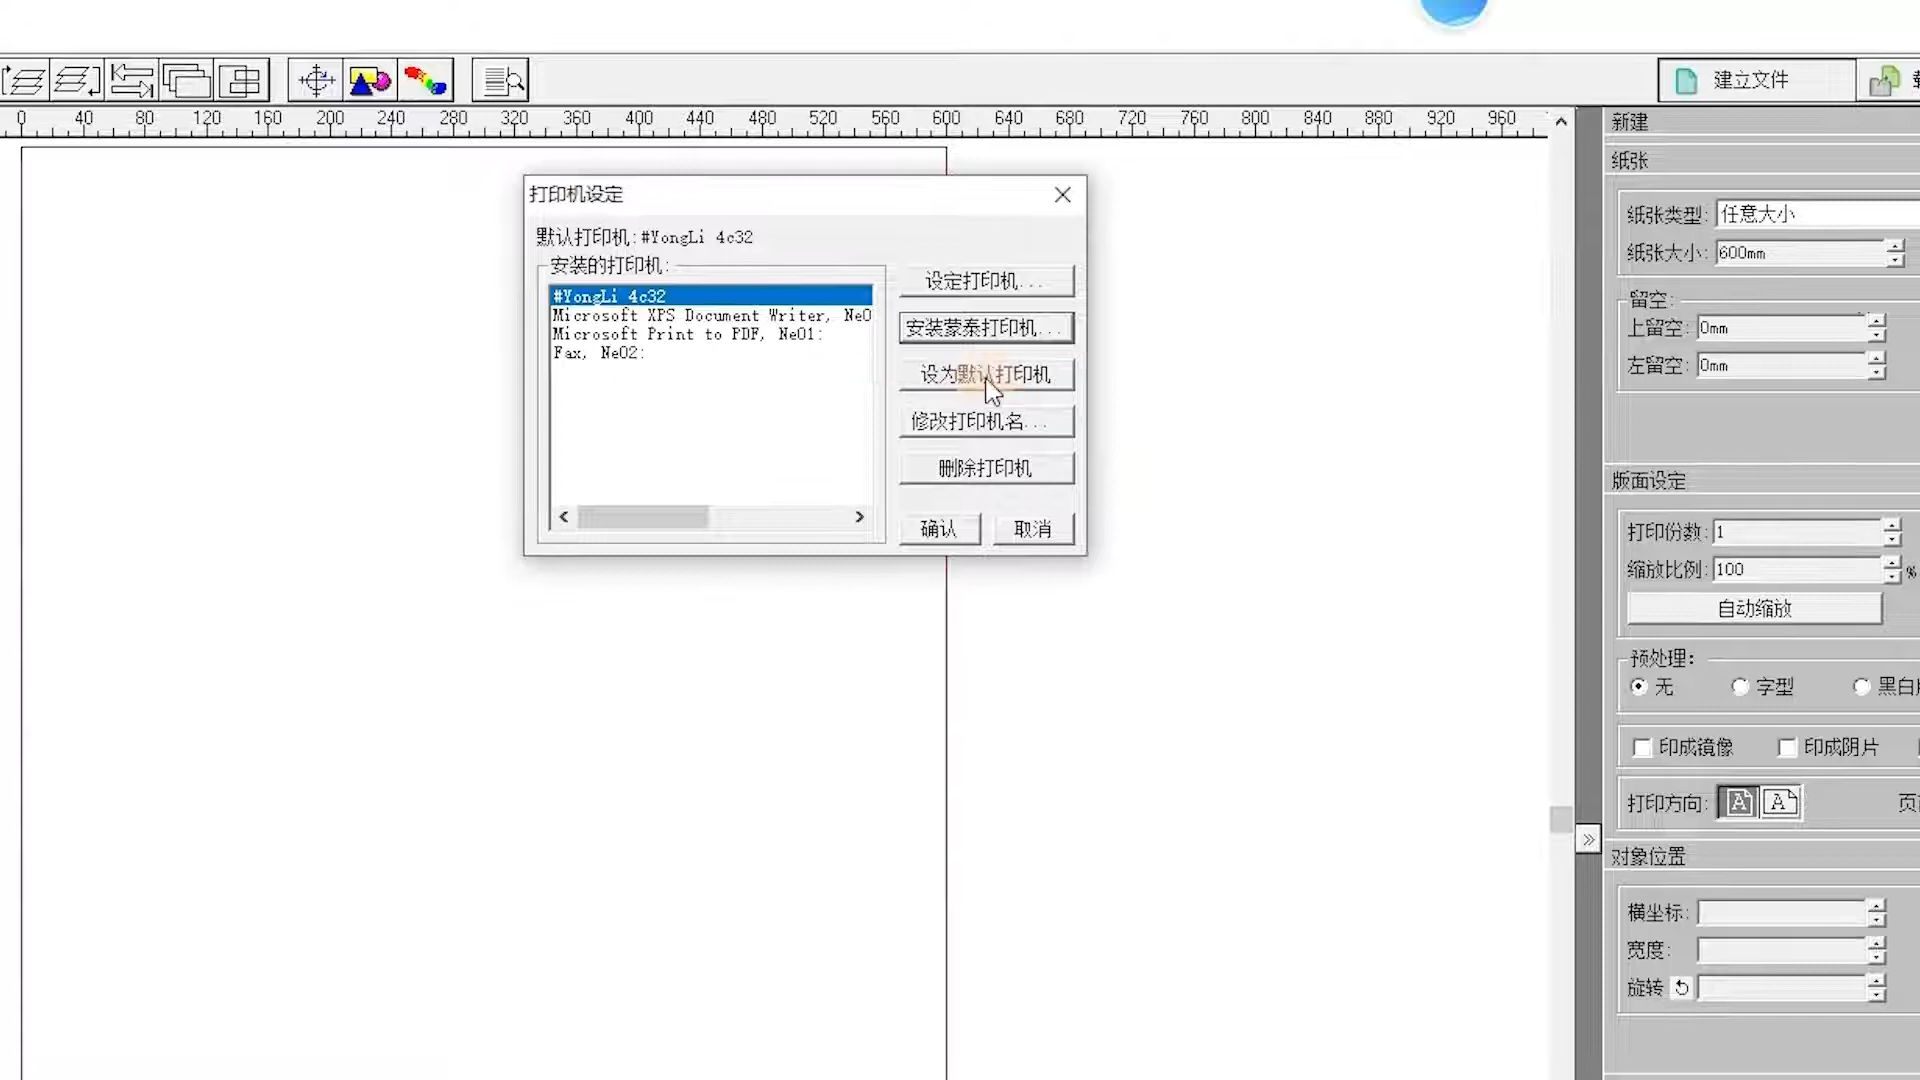 建立文件
0 40 80 120 160 200 240 280 320 360 400 440 480 520 560 600 640 680 720 760 800 840 880 920 960
新建
纸张
纸张类型: 任意大小
纸张大小: 600mm
留空:
上留空: 0mm
左留空: 0mm
打印机设定
默认打印机:#YongLi 4c32
安装的打印机:
#YongLi 4c32
Microsoft XPS Document Writer, Ne0
Microsoft Print to PDF, Ne01:
Fax, Ne02:
设定打印机...
安装蒙泰打印机...
设为默认打印机
修改打印机名...
删除打印机
确认
取消
版面设定
打印份数: 1
缩放比例: 100 %
自动缩放
预处理:
无 字型 黑白
印成镜像 印成阴片
打印方向: A A 页
对象位置
横坐标:
宽度:
旋转